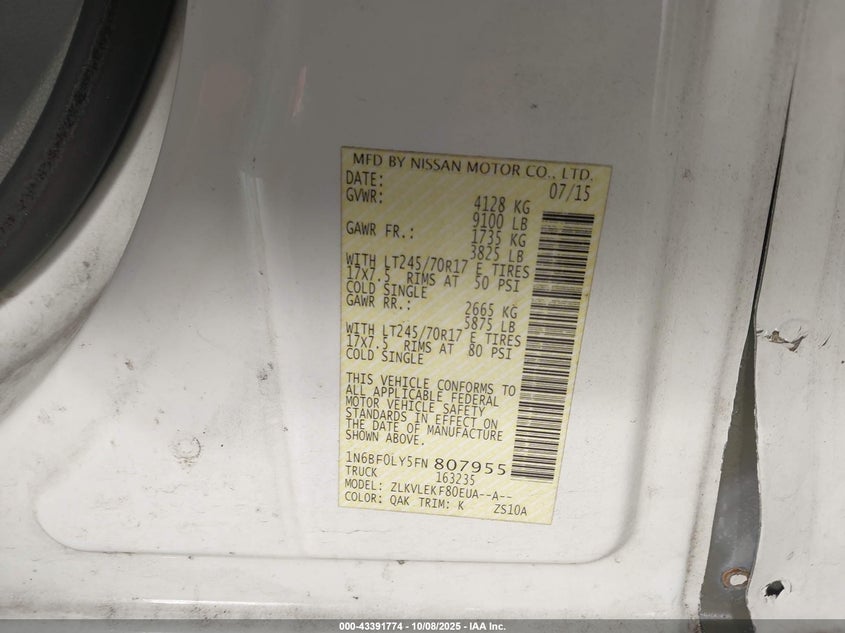 MFD BY NISSAN MOTOR CO., LTD.
DATE: 07/15
GVWR: 4128 KG
9100 LB
GAWR FR.: 1735 KG
3825 LB
WITH LT245/70R17 E TIRES
17X7.5 RIMS AT 50 PSI
COLD SINGLE
GAWR RR.: 2665 KG
5875 LB
WITH LT245/70R17 E TIRES
17X7.5 RIMS AT 80 PSI
COLD SINGLE
THIS VEHICLE CONFORMS TO
ALL APPLICABLE FEDERAL
MOTOR VEHICLE SAFETY
STANDARDS IN EFFECT ON
THE DATE OF MANUFACTURE
SHOWN ABOVE.
1N6BF0LY5FN 807955
TRUCK 163235
MODEL: ZLKVLEKF80EUA--A--
COLOR: QAK TRIM: K ZS10A
000-43391774 - 10/08/2025 - IAA Inc.